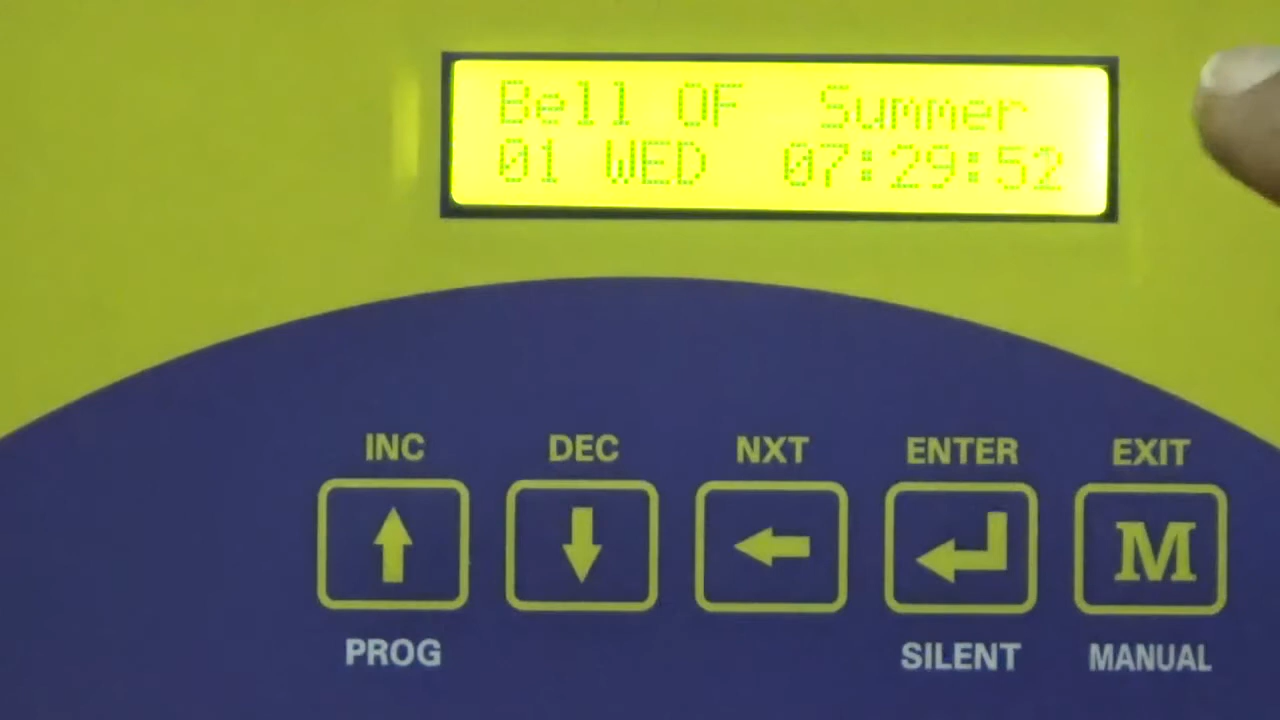 Bell OF Summer
01 WED 07:29:52
INC DEC NXT ENTER EXIT
M
PROG SILENT MANUAL